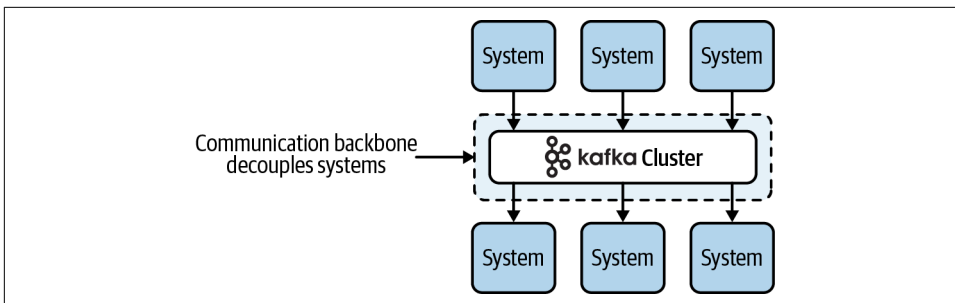 System System System
Communication backbone
decouples systems
kafka Cluster
System System System